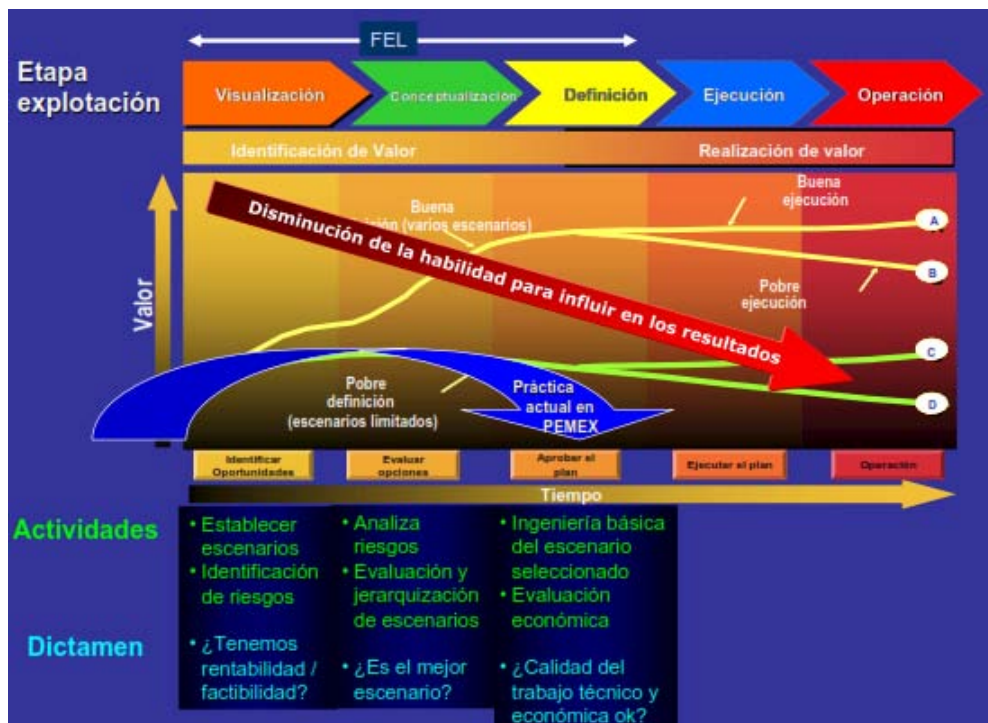 FEL
Etapa
explotación
Visualización
Conceptualización
Definición
Ejecución
Operación
Identificación de Valor
Realización de valor
Valor
Buena
(varios escenarios)
Buena
ejecución
Disminución de la habilidad para influir en los resultados
A
B
Pobre
ejecución
C
D
Pobre
definición
(escenarios limitados)
Práctica
actual en
PEMEX
Identificar
Oportunidades
Evaluar
opciones
Aprobar el
plan
Ejecutar el plan
Operación
Tiempo
Actividades
• Establecer
escenarios
• Identificación
de riesgos
• Analiza
riesgos
• Evaluación y
jerarquización
de escenarios
• Ingeniería básica
del escenario
seleccionado
• Evaluación
económica
Dictamen
• ¿Tenemos
rentabilidad /
factibilidad?
• ¿Es el mejor
escenario?
• ¿Calidad del
trabajo técnico y
económica ok?